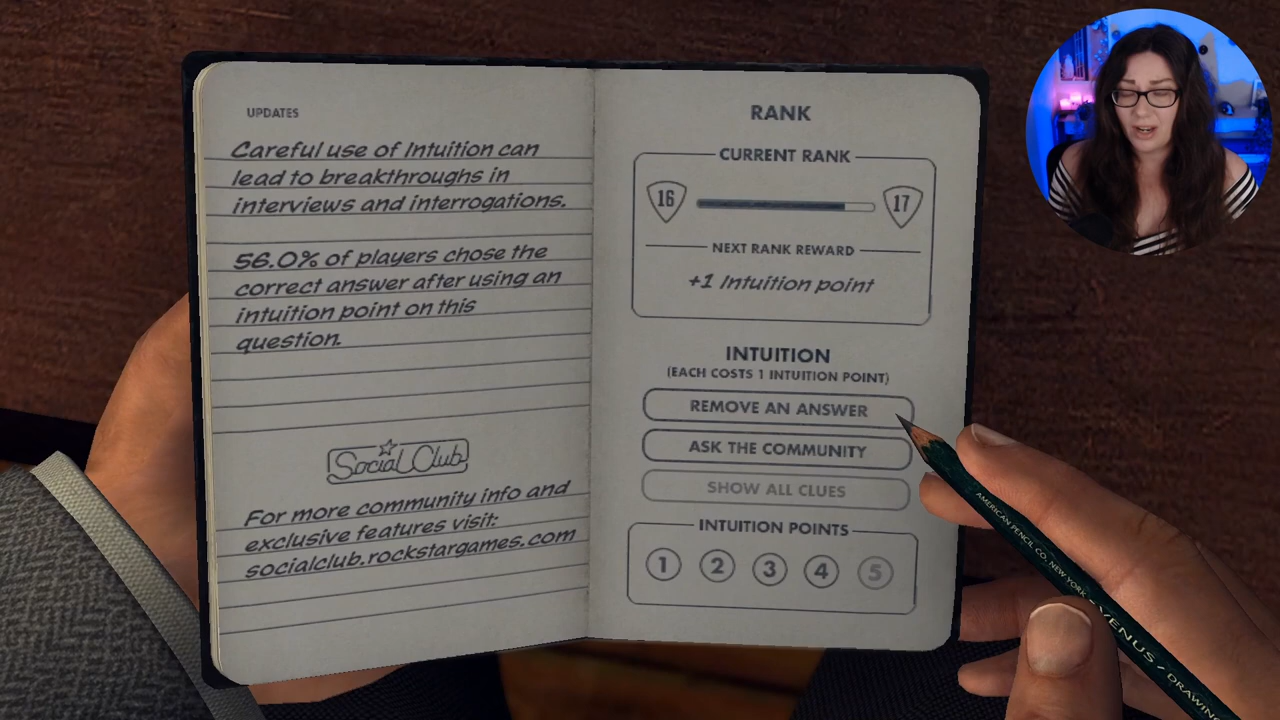 UPDATES
Careful use of Intuition can
lead to breakthroughs in
interviews and interrogations.
56.0% of players chose the
correct answer after using an
intuition point on this
question.
Social Club
For more community info and
exclusive features visit:
socialclub.rockstargames.com
RANK
CURRENT RANK
16
17
NEXT RANK REWARD
+1 Intuition point
INTUITION
(EACH COSTS 1 INTUITION POINT)
REMOVE AN ANSWER
ASK THE COMMUNITY
SHOW ALL CLUES
INTUITION POINTS
1 2 3 4 5
AMERICAN PENCIL CO. NEW YORK VENUS / DRAWING